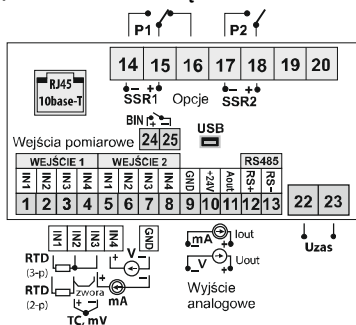 P1 P2
14 15 16 17 18 19 20
RJ45
10base-T
- + - +
SSR1 Opcje SSR2
BIN
USB
Wejścia pomiarowe 24 25
WEJŚCIE 1 WEJŚCIE 2 RS485
IN1 IN2 IN3 IN4 IN1 IN2 IN3 IN4 GND +24V Aout RS+ RS-
1 2 3 4 5 6 7 8 9 10 11 12 13 22 23
IN1 IN2 IN3 IN4 GND
+ V -
mA Iout
Uzas
RTD
(3-p)
- V + Uout
RTD zwora + - mA
(2-p)
+ -
TC, mV
Wyjście
analogowe